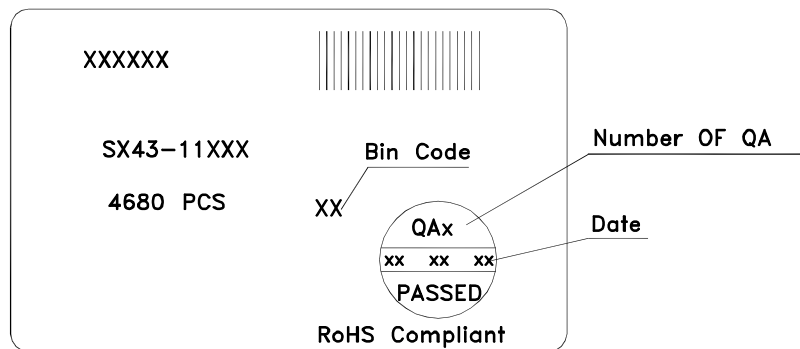 XXXXXX
Number OF QA
SX43-11XXX
Bin Code
4680 PCS
XX
QAx
Date
xx xx xx
PASSED
RoHS Compliant